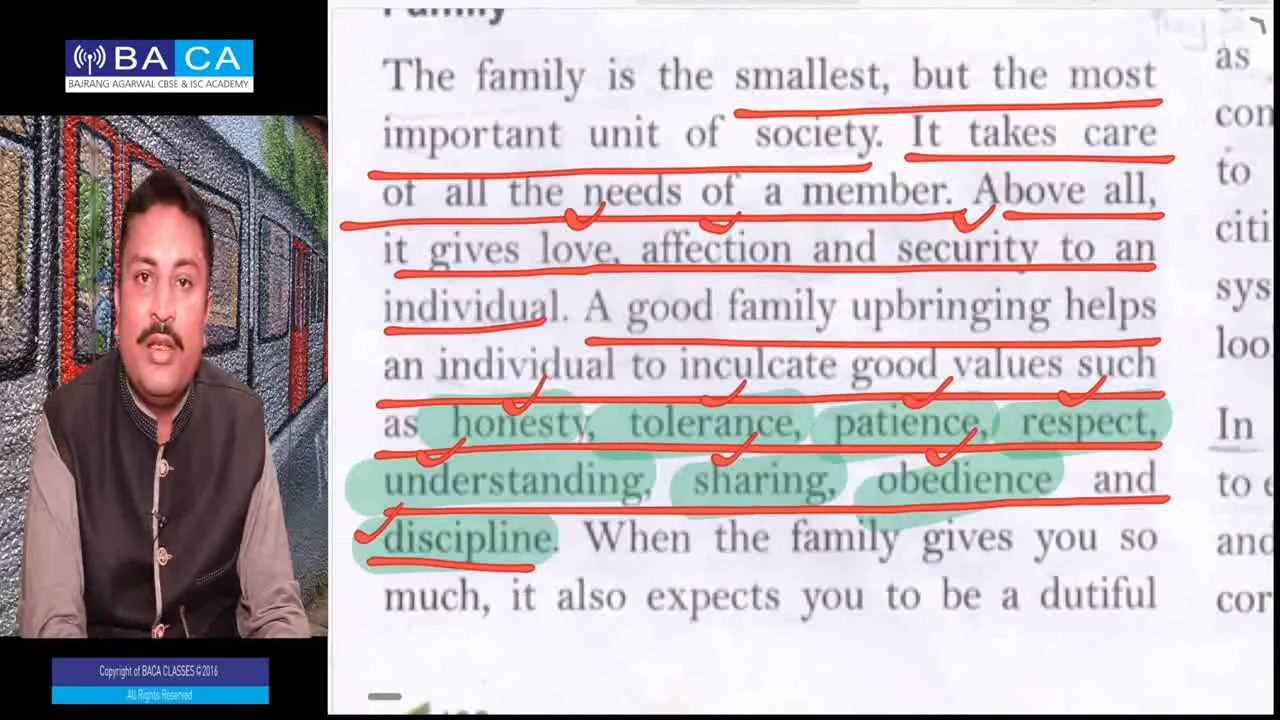 BA CA
BAJRANG AGARWAL CBSE & ISC ACADEMY
Family
The family is the smallest, but the most
important unit of society. It takes care
of all the needs of a member. Above all,
it gives love, affection and security to an
individual. A good family upbringing helps
an individual to inculcate good values such
as honesty, tolerance, patience, respect,
understanding, sharing, obedience and
discipline. When the family gives you so
much, it also expects you to be a dutiful
as
con
to
citi
sys
loo
In
to e
and
cor
Copyright of BACA CLASSES ©2016
All Rights Reserved